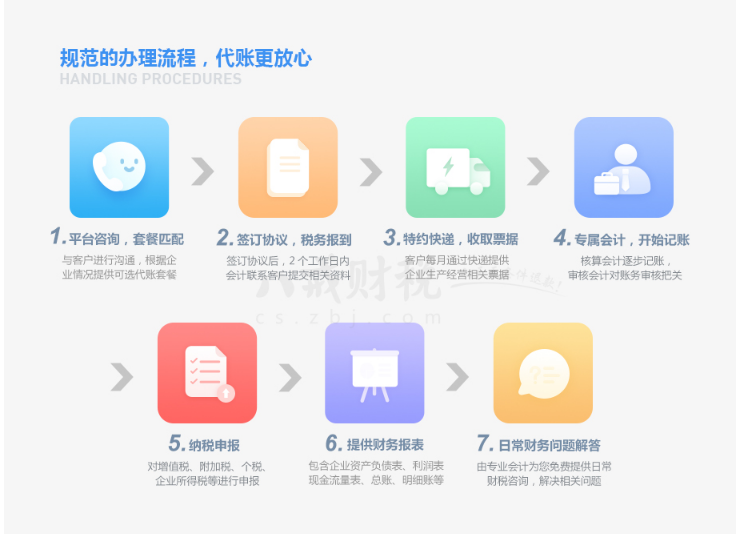 规范的办理流程，代账更放心
HANDLING PROCEDURES
1.平台咨询，套餐匹配
与客户进行沟通，根据企
业情况提供可选代账套餐
2.签订协议，税务报到
签订协议后，2个工作日内
会计联系客户提交相关资料
3.特约快递，收取票据
客户每月通过快递提供
企业生产经营相关票据
4.专属会计，开始记账
核算会计逐步记账，
审核会计对账务审核把关
八戒财税
cs.zbj.com
5.纳税申报
对增值税、附加税、个税、
企业所得税等进行申报
6.提供财务报表
包含企业资产负债表、利润表
现金流量表、总账、明细账等
7.日常财务问题解答
由专业会计为您免费提供日常
财税咨询，解决相关问题